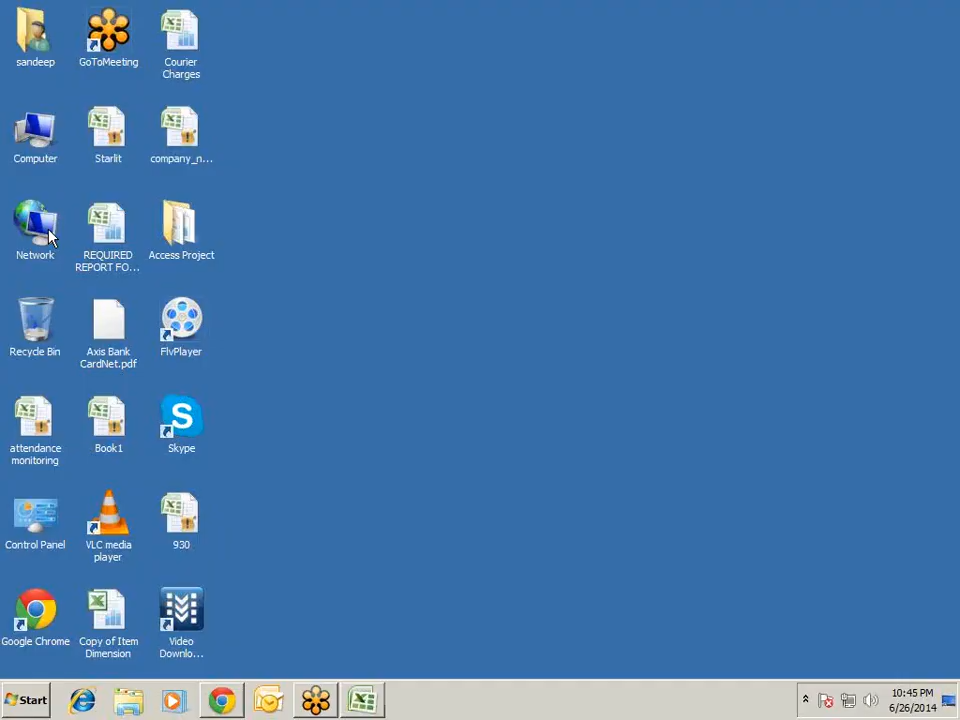 sandeep
GoToMeeting
Courier
Charges
Computer
Starlit
company_n...
Network
REQUIRED
REPORT FO...
Access Project
Recycle Bin
Axis Bank
CardNet.pdf
FlvPlayer
attendance
monitoring
Book1
Skype
Control Panel
VLC media
player
930
Google Chrome
Copy of Item
Dimension
Video
Downlo...
Start
10:45 PM
6/26/2014